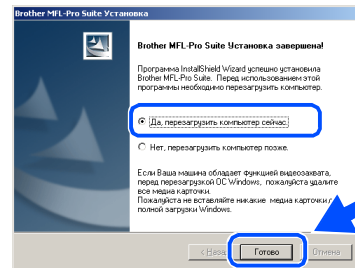 Brother MFL-Pro Suite Установка
Brother MFL-Pro Suite Установка завершена!
Программа InstallShield Wizard успешно установила
Brother MFL-Pro Suite. Перед использованием этой
программы необходимо перезагрузить компьютер.
Да, перезагрузить компьютер сейчас.
Нет, перезагрузить компьютер позже.
Если Ваша машина обладает функцией видеозахвата,
перед перезагрузкой ОС Windows, пожалуйста удалите
все медиа карточки.
Пожалуйста не вставляйте никакие медиа карточки
полной загрузки Windows.
Готово
Отмена